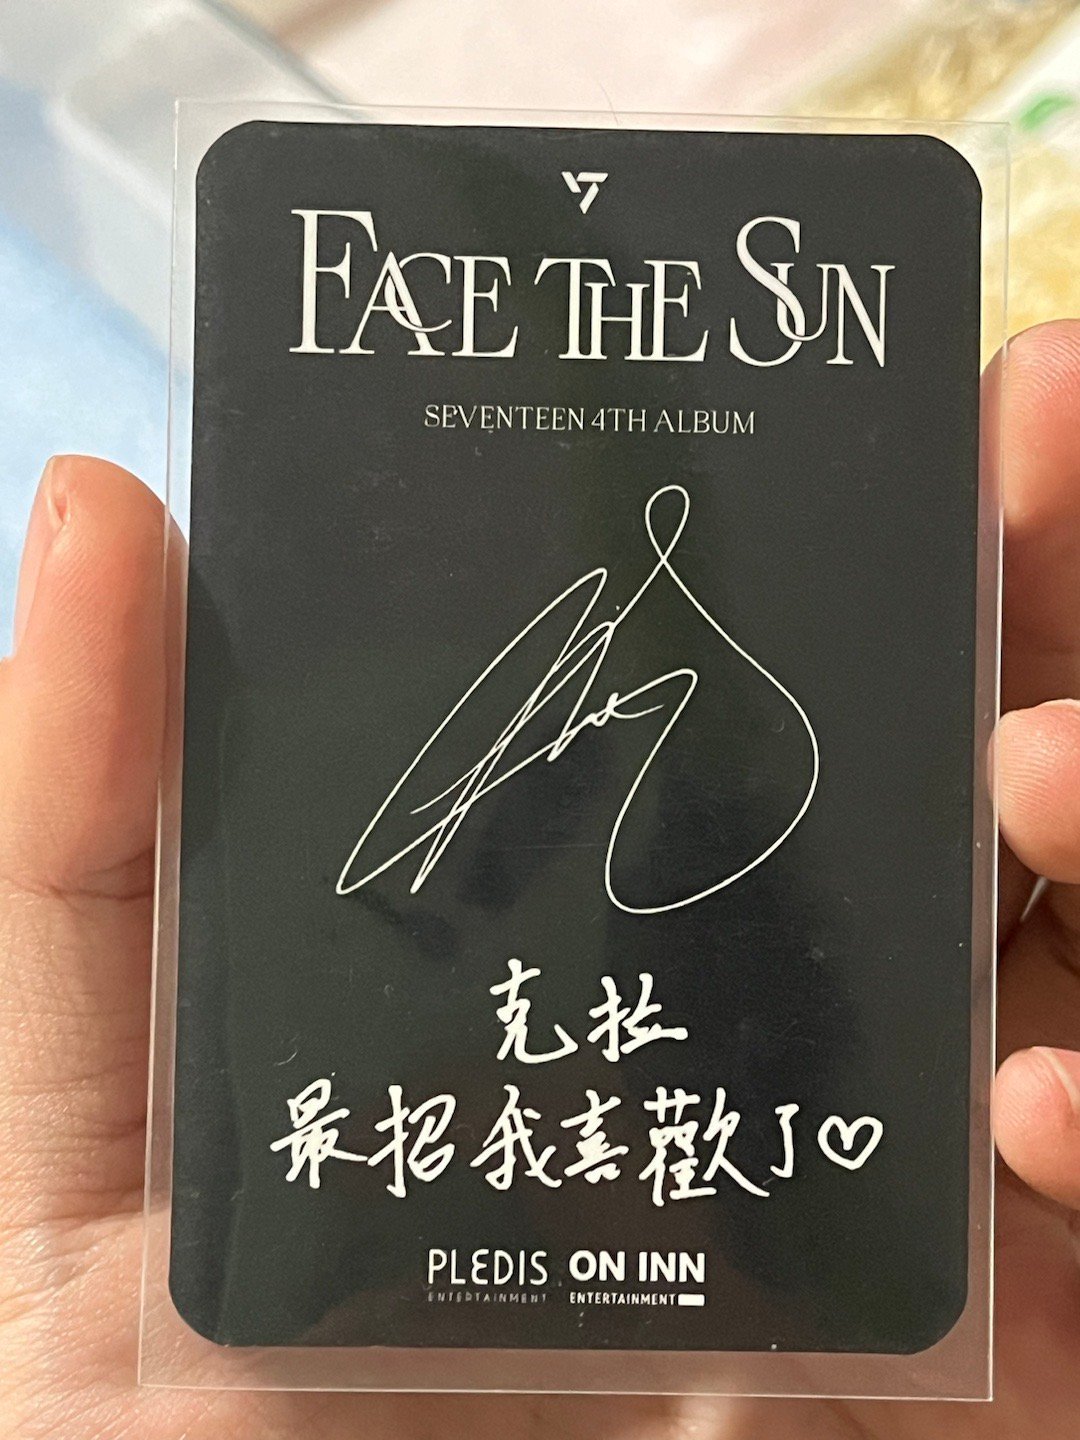 FACE THE SUN
SEVENTEEN 4TH ALBUM
克拉
最招我喜歡了♡
PLEDIS ON INN
ENTERTAINMENT ENTERTAINMENT